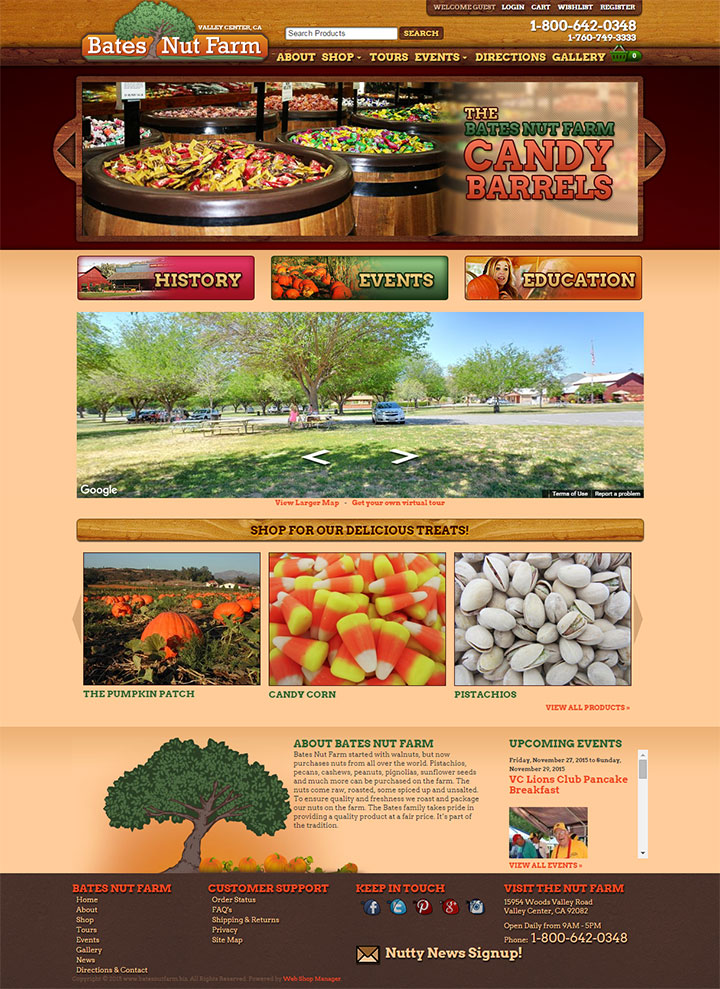 WELCOME GUEST LOGIN CART WISHLIST REGISTER
VALLEY CENTER, CA
Bates Nut Farm
Search Products
SEARCH
1-800-642-0348
1-760-749-3333
ABOUT SHOP TOURS EVENTS DIRECTIONS GALLERY 0
THE
BATES NUT FARM
CANDY
BARRELS
HISTORY
EVENTS
EDUCATION
Google
Terms of Use Report a problem
View Larger Map - Get your own virtual tour
SHOP FOR OUR DELICIOUS TREATS!
THE PUMPKIN PATCH
CANDY CORN
PISTACHIOS
VIEW ALL PRODUCTS »
ABOUT BATES NUT FARM
Bates Nut Farm started with walnuts, but now
purchases nuts from all over the world. Pistachios,
pecans, cashews, peanuts, pignolias, sunflower seeds
and much more can be purchased on the farm. The
nuts come raw, roasted, some spiced up and unsalted.
To ensure quality and freshness we roast and package
our nuts on the farm. The Bates family takes pride in
providing a quality product at a fair price. It's part of
the tradition.
UPCOMING EVENTS
Friday, November 27, 2015 to Sunday,
November 29, 2015
VC Lions Club Pancake
Breakfast
VIEW ALL EVENTS »
BATES NUT FARM
Home
About
Shop
Tours
Events
Gallery
News
Directions & Contact
CUSTOMER SUPPORT
Order Status
FAQ's
Shipping & Returns
Privacy
Site Map
KEEP IN TOUCH
Nutty News Signup!
VISIT THE NUT FARM
15954 Woods Valley Road
Valley Center, CA 92082
Open Daily from 9AM - 5PM
Phone: 1-800-642-0348
Copyright © 2015 www.batesnutfarm.biz. All Rights Reserved. Powered by Web Shop Manager.